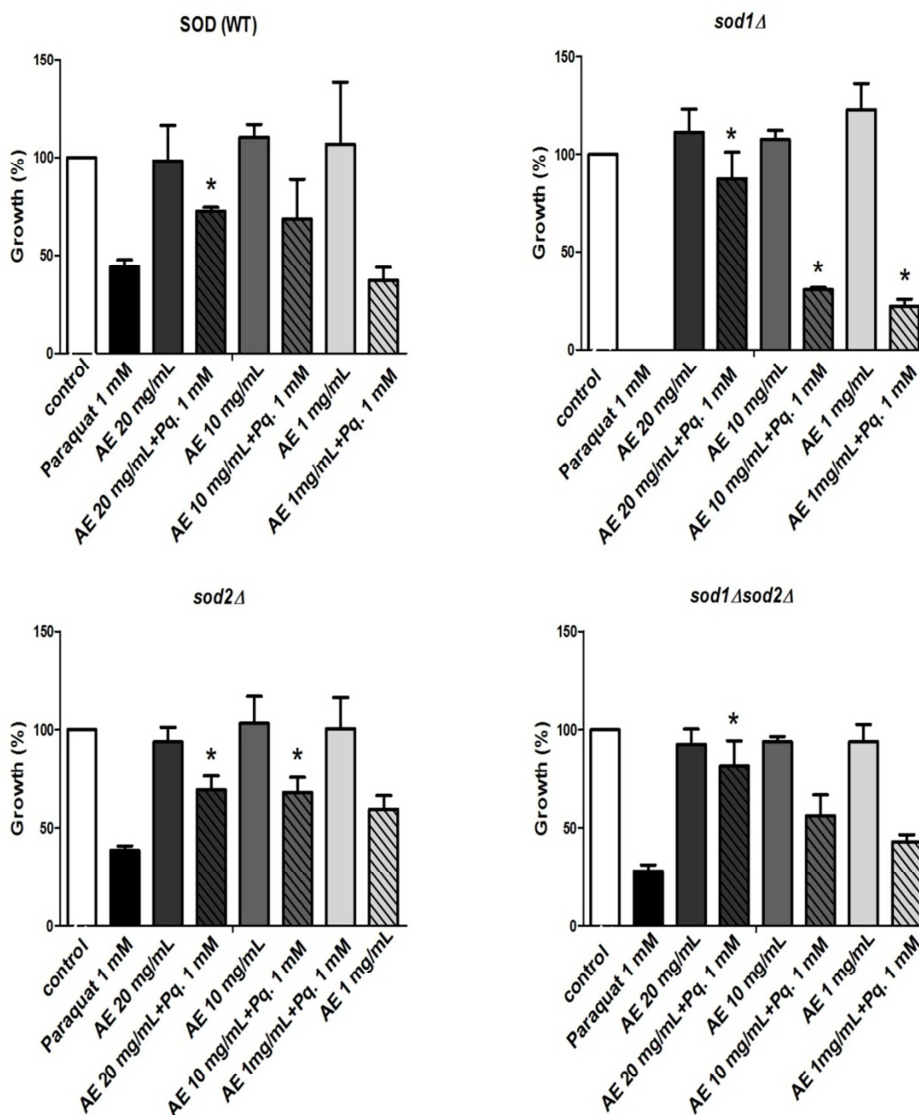 SOD (WT)
150
100
50
0
Growth (%)
*
control
Paraquat 1 mM
AE 20 mg/mL
AE 20 mg/mL+Pq. 1 mM
AE 10 mg/mL
AE 10 mg/mL+Pq. 1 mM
AE 1 mg/mL
AE 1mg/mL+Pq. 1 mM
sod1Δ
150
100
50
0
Growth (%)
*
*
*
control
Paraquat 1 mM
AE 20 mg/mL
AE 20 mg/mL+Pq. 1 mM
AE 10 mg/mL
AE 10 mg/mL+Pq. 1 mM
AE 1 mg/mL
AE 1mg/mL+Pq. 1 mM
sod2Δ
150
100
50
0
Growth (%)
*
*
control
Paraquat 1 mM
AE 20 mg/mL
AE 20 mg/mL+Pq. 1 mM
AE 10 mg/mL
AE 10 mg/mL+Pq. 1 mM
AE 1mg/mL+Pq. 1 mM
AE 1 mg/mL
sod1Δsod2Δ
150
100
50
0
Growth (%)
*
control
Paraquat 1 mM
AE 20 mg/mL
AE 20 mg/mL+Pq. 1 mM
AE 10 mg/mL
AE 10 mg/mL+Pq. 1 mM
AE 1 mg/mL
AE 1mg/mL+Pq. 1 mM